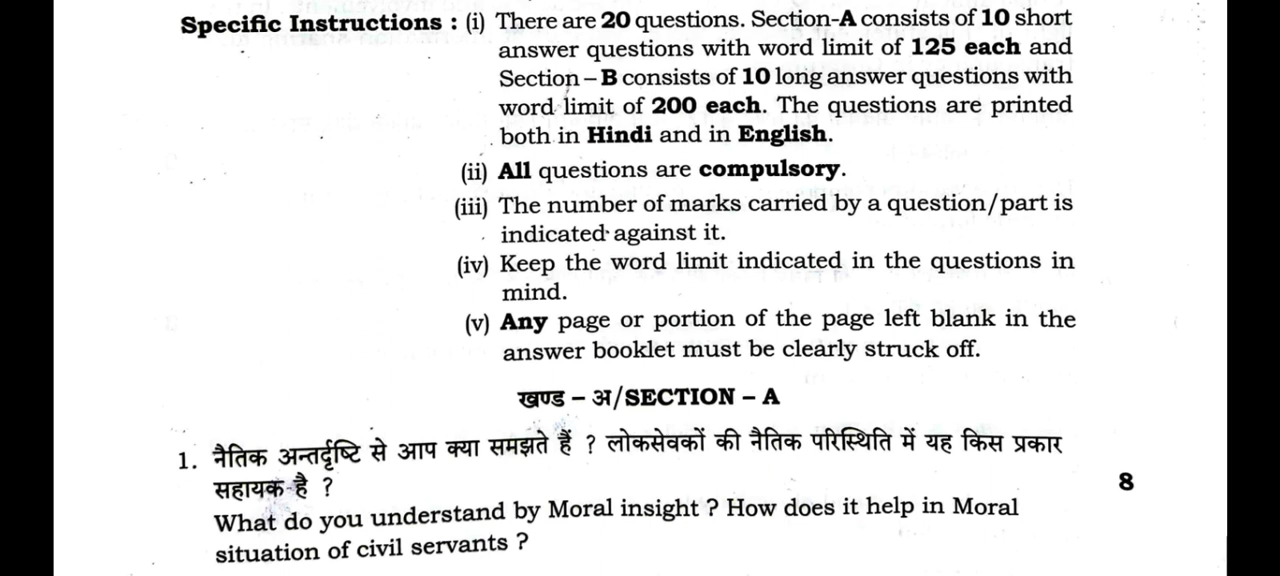 Specific Instructions : (i) There are 20 questions. Section-A consists of 10 short
answer questions with word limit of 125 each and
Section – B consists of 10 long answer questions with
word limit of 200 each. The questions are printed
both in Hindi and in English.
(ii) All questions are compulsory.
(iii) The number of marks carried by a question/part is
indicated against it.
(iv) Keep the word limit indicated in the questions in
mind.
(v) Any page or portion of the page left blank in the
answer booklet must be clearly struck off.
खण्ड – अ/SECTION – A
1. नैतिक अन्तर्दृष्टि से आप क्या समझते हैं ? लोकसेवकों की नैतिक परिस्थिति में यह किस प्रकार
सहायक है ? 8
What do you understand by Moral insight ? How does it help in Moral
situation of civil servants ?